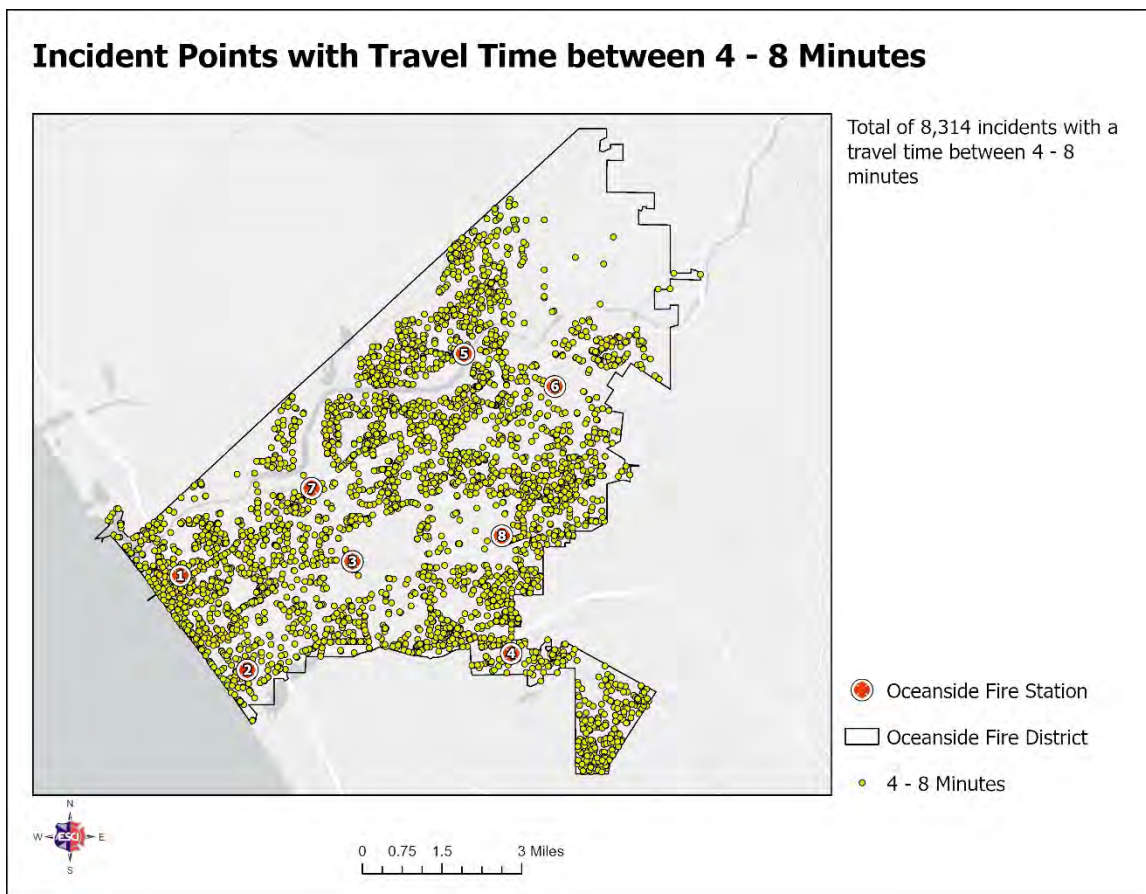 Incident Points with Travel Time between 4 - 8 Minutes
Total of 8,314 incidents with a
travel time between 4 - 8
minutes
5
6
7
8
3
1
4
2
Oceanside Fire Station
Oceanside Fire District
4 - 8 Minutes
N
W ESCI E
S
0 0.75 1.5 3 Miles